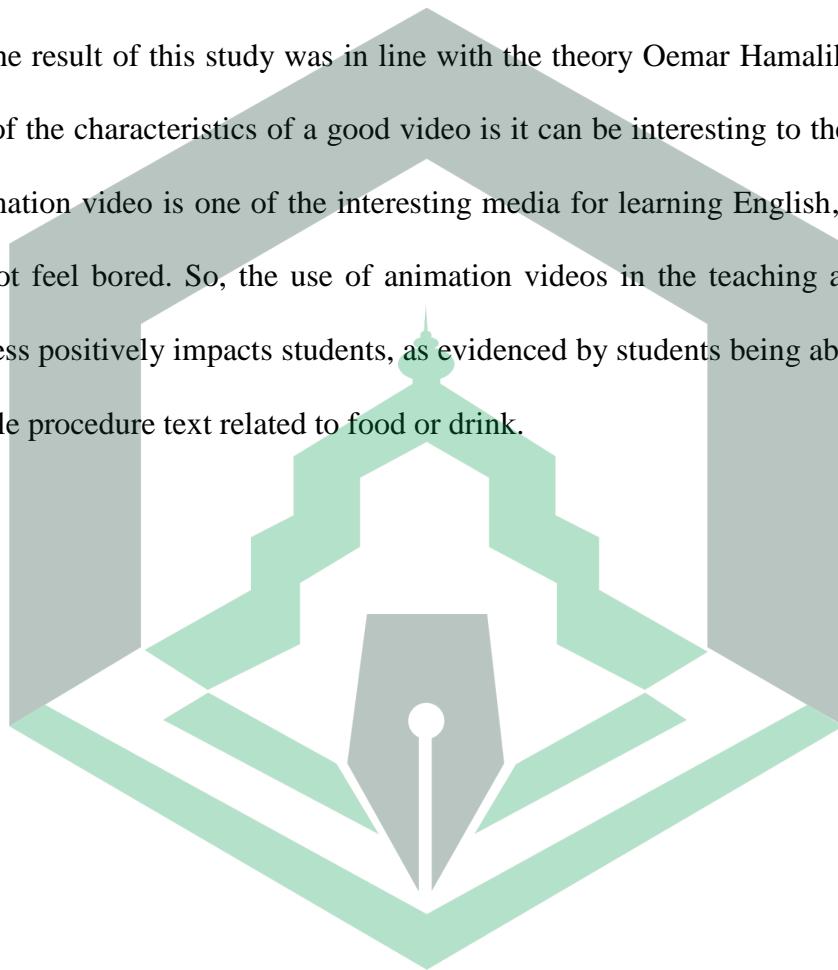 he result of this study was in line with the theory Oemar Hamali
of the characteristics of a good video is it can be interesting to the
nation video is one of the interesting media for learning English,
ot feel bored. So, the use of animation videos in the teaching a
ess positively impacts students, as evidenced by students being ab
le procedure text related to food or drink.